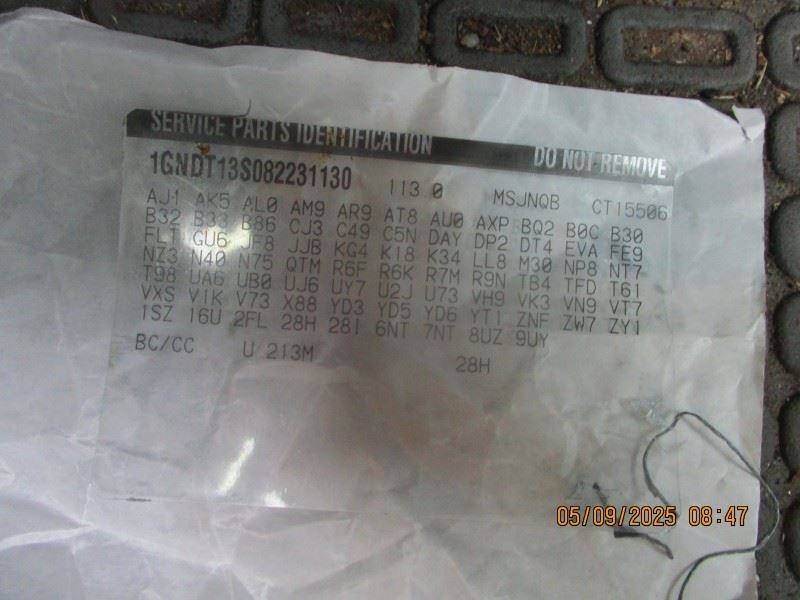 SERVICE PARTS IDENTIFICATION DO NOT REMOVE
1GNDT13S082231130 113 0 MSJNQB CT15506
AJ1 AK5 AL0 AM9 AR9 AT8 AU0 AXP BQ2 B0C B30
B32 B33 B86 CJ3 C49 C5N DAY DP2 DT4 EVA FE9
FLT GU6 JF8 JJB KG4 K18 K34 LL8 M30 NP8 NT7
NZ3 N40 N75 QTM R6F R6K R7M R9N TB4 TFD T61
T98 UA6 UB0 UJ6 UY7 U2J U73 VH9 VK3 VN9 VT7
VXS V1K V73 X88 YD3 YD5 YD6 YT1 ZNF ZW7 ZY1
1SZ 16U 2FL 28H 28I 6NT 7NT 8UZ 9UY
BC/CC U 213M 28H
05/09/2025 08:47